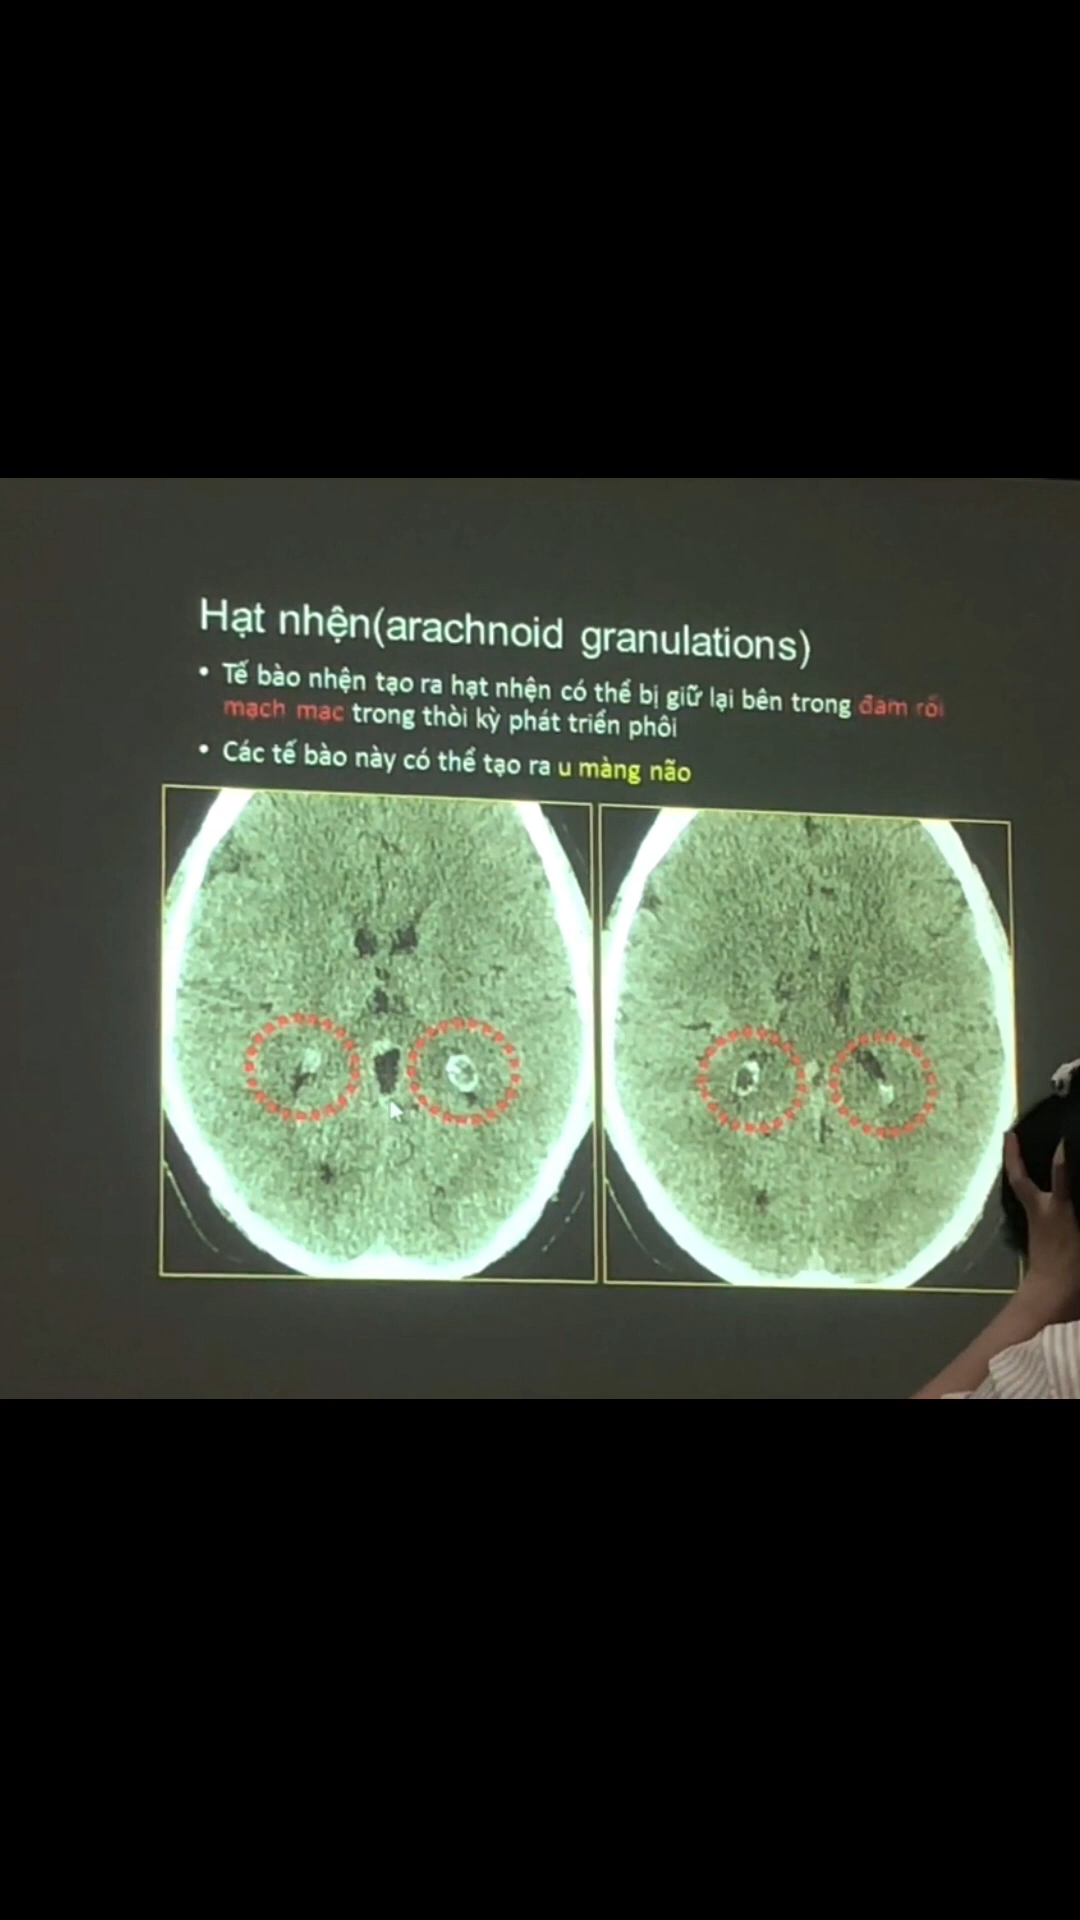 Hạt nhện(arachnoid granulations)
• Tế bào nhện tạo ra hạt nhện có thể bị giữ lại bên trong đám rối
mạch mạc trong thời kỳ phát triển phôi
• Các tế bào này có thể tạo ra u màng não